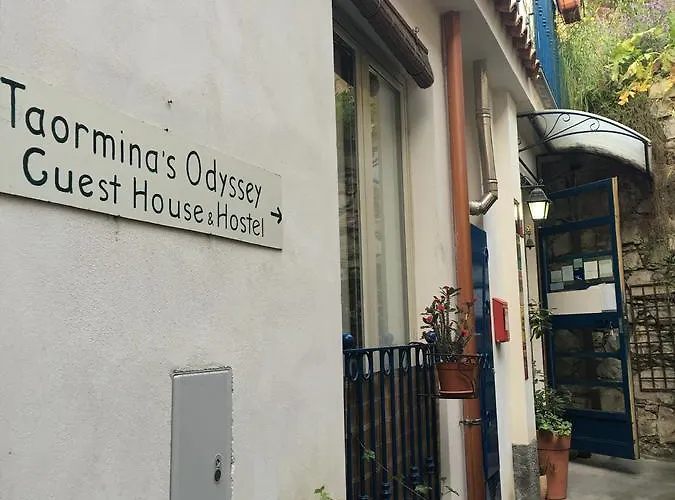 Taormina's Odyssey
Guest House & Hostel →